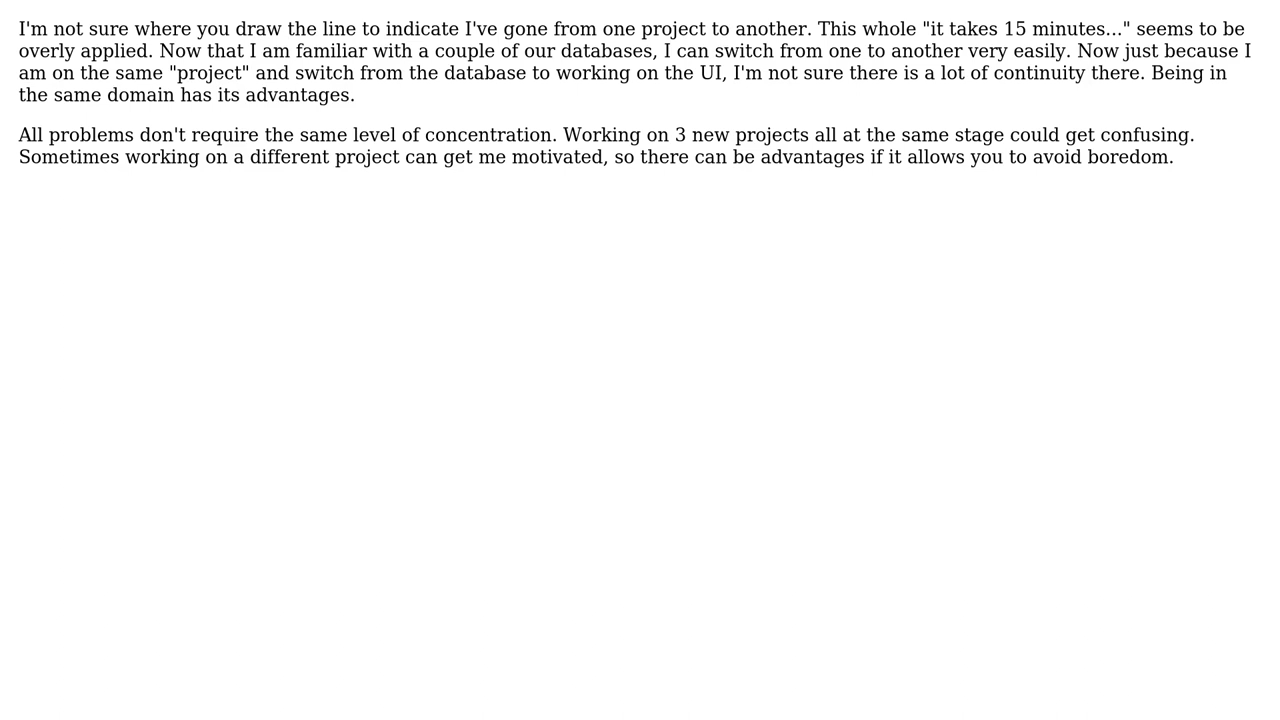 I'm not sure where you draw the line to indicate I've gone from one project to another. This whole "it takes 15 minutes..." seems to be
overly applied. Now that I am familiar with a couple of our databases, I can switch from one to another very easily. Now just because I
am on the same "project" and switch from the database to working on the UI, I'm not sure there is a lot of continuity there. Being in
the same domain has its advantages.
All problems don't require the same level of concentration. Working on 3 new projects all at the same stage could get confusing.
Sometimes working on a different project can get me motivated, so there can be advantages if it allows you to avoid boredom.